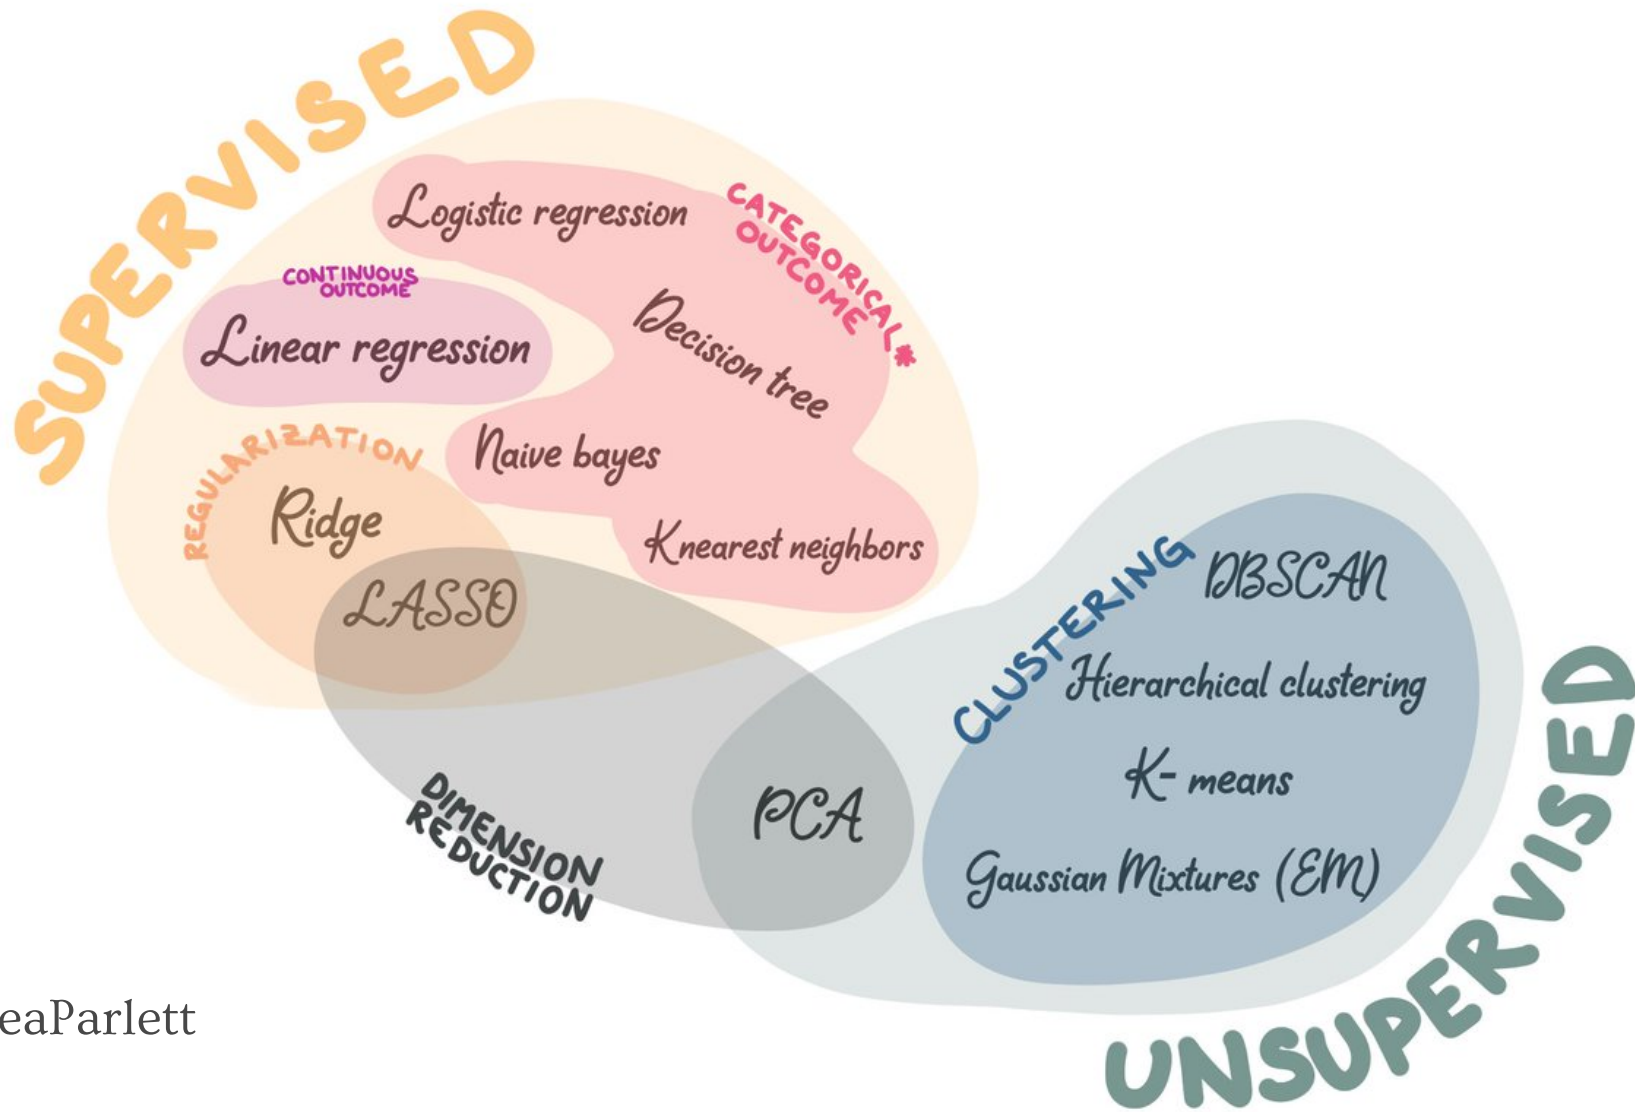 SUPERVISED
Logistic regression
CATEGORICAL*
OUTCOME
CONTINUOUS
OUTCOME
Linear regression
Decision tree
REGULARIZATION
Naive bayes
Ridge
K nearest neighbors
LASSO
CLUSTERING
DBSCAN
Hierarchical clustering
K-means
PCA
Gaussian Mixtures (EM)
DIMENSION
REDUCTION
UNSUPERVISED
eaParlett